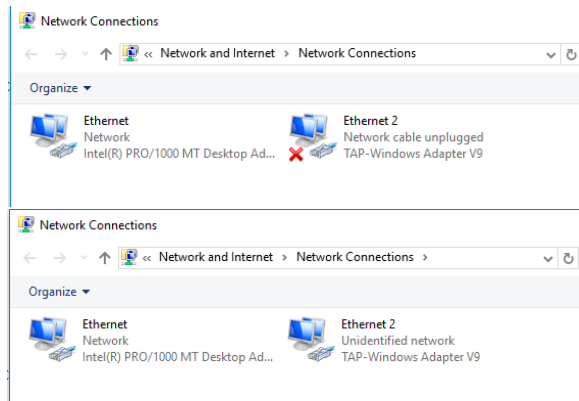 Network Connections
« Network and Internet > Network Connections
Organize
Ethernet
Network
Intel(R) PRO/1000 MT Desktop Ad...
Ethernet 2
Network cable unplugged
TAP-Windows Adapter V9
Network Connections
« Network and Internet > Network Connections >
Organize
Ethernet
Network
Intel(R) PRO/1000 MT Desktop Ad...
Ethernet 2
Unidentified network
TAP-Windows Adapter V9